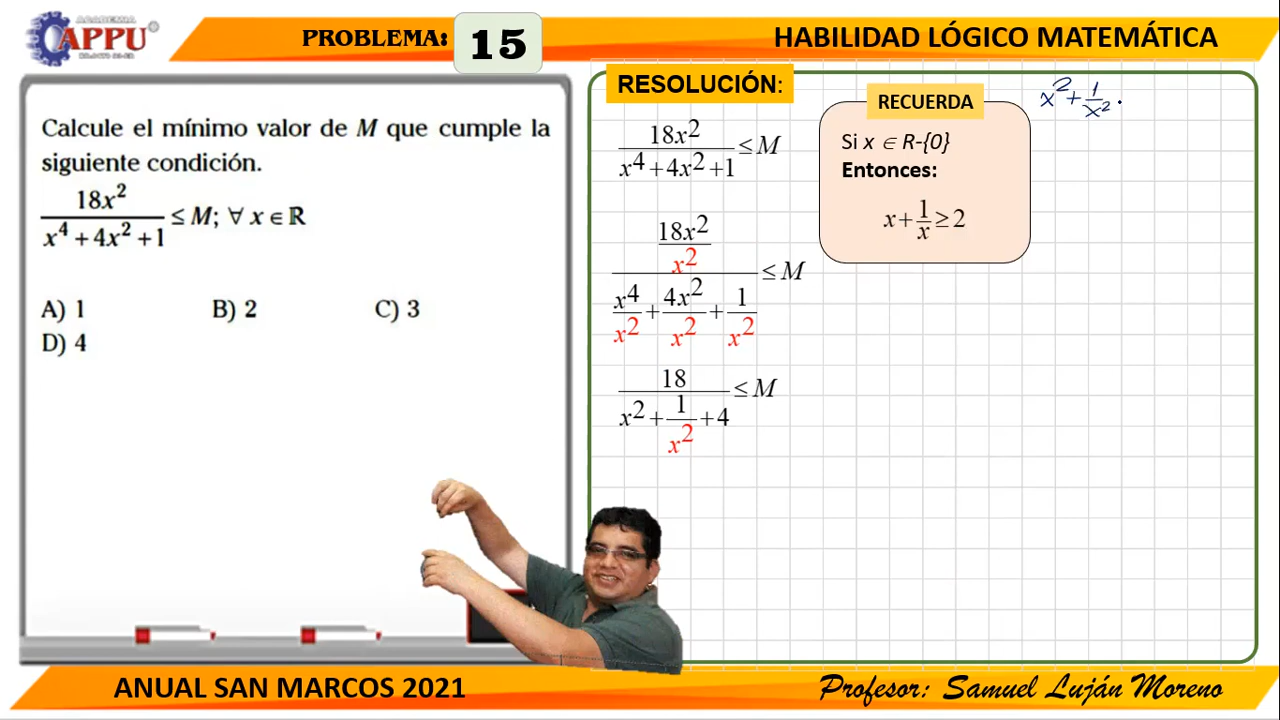 ACADEMIA
APPU
PROBLEMA:
15
HABILIDAD LÓGICO MATEMÁTICA
Calcule el mínimo valor de M que cumple la
siguiente condición.
18x²
x⁴ + 4x² + 1
≤ M; ∀ x ∈ ℝ
A) 1
B) 2
C) 3
D) 4
RESOLUCIÓN:
18x²
x⁴ + 4x² + 1
≤ M
18x²
x²
x⁴/x² + 4x²/x² + 1/x²
≤ M
18
x² + 1/x² + 4
≤ M
RECUERDA
Si x ∈ R-{0}
Entonces:
x + 1/x ≥ 2
x² + 1/x² .
ANUAL SAN MARCOS 2021
Profesor: Samuel Luján Moreno